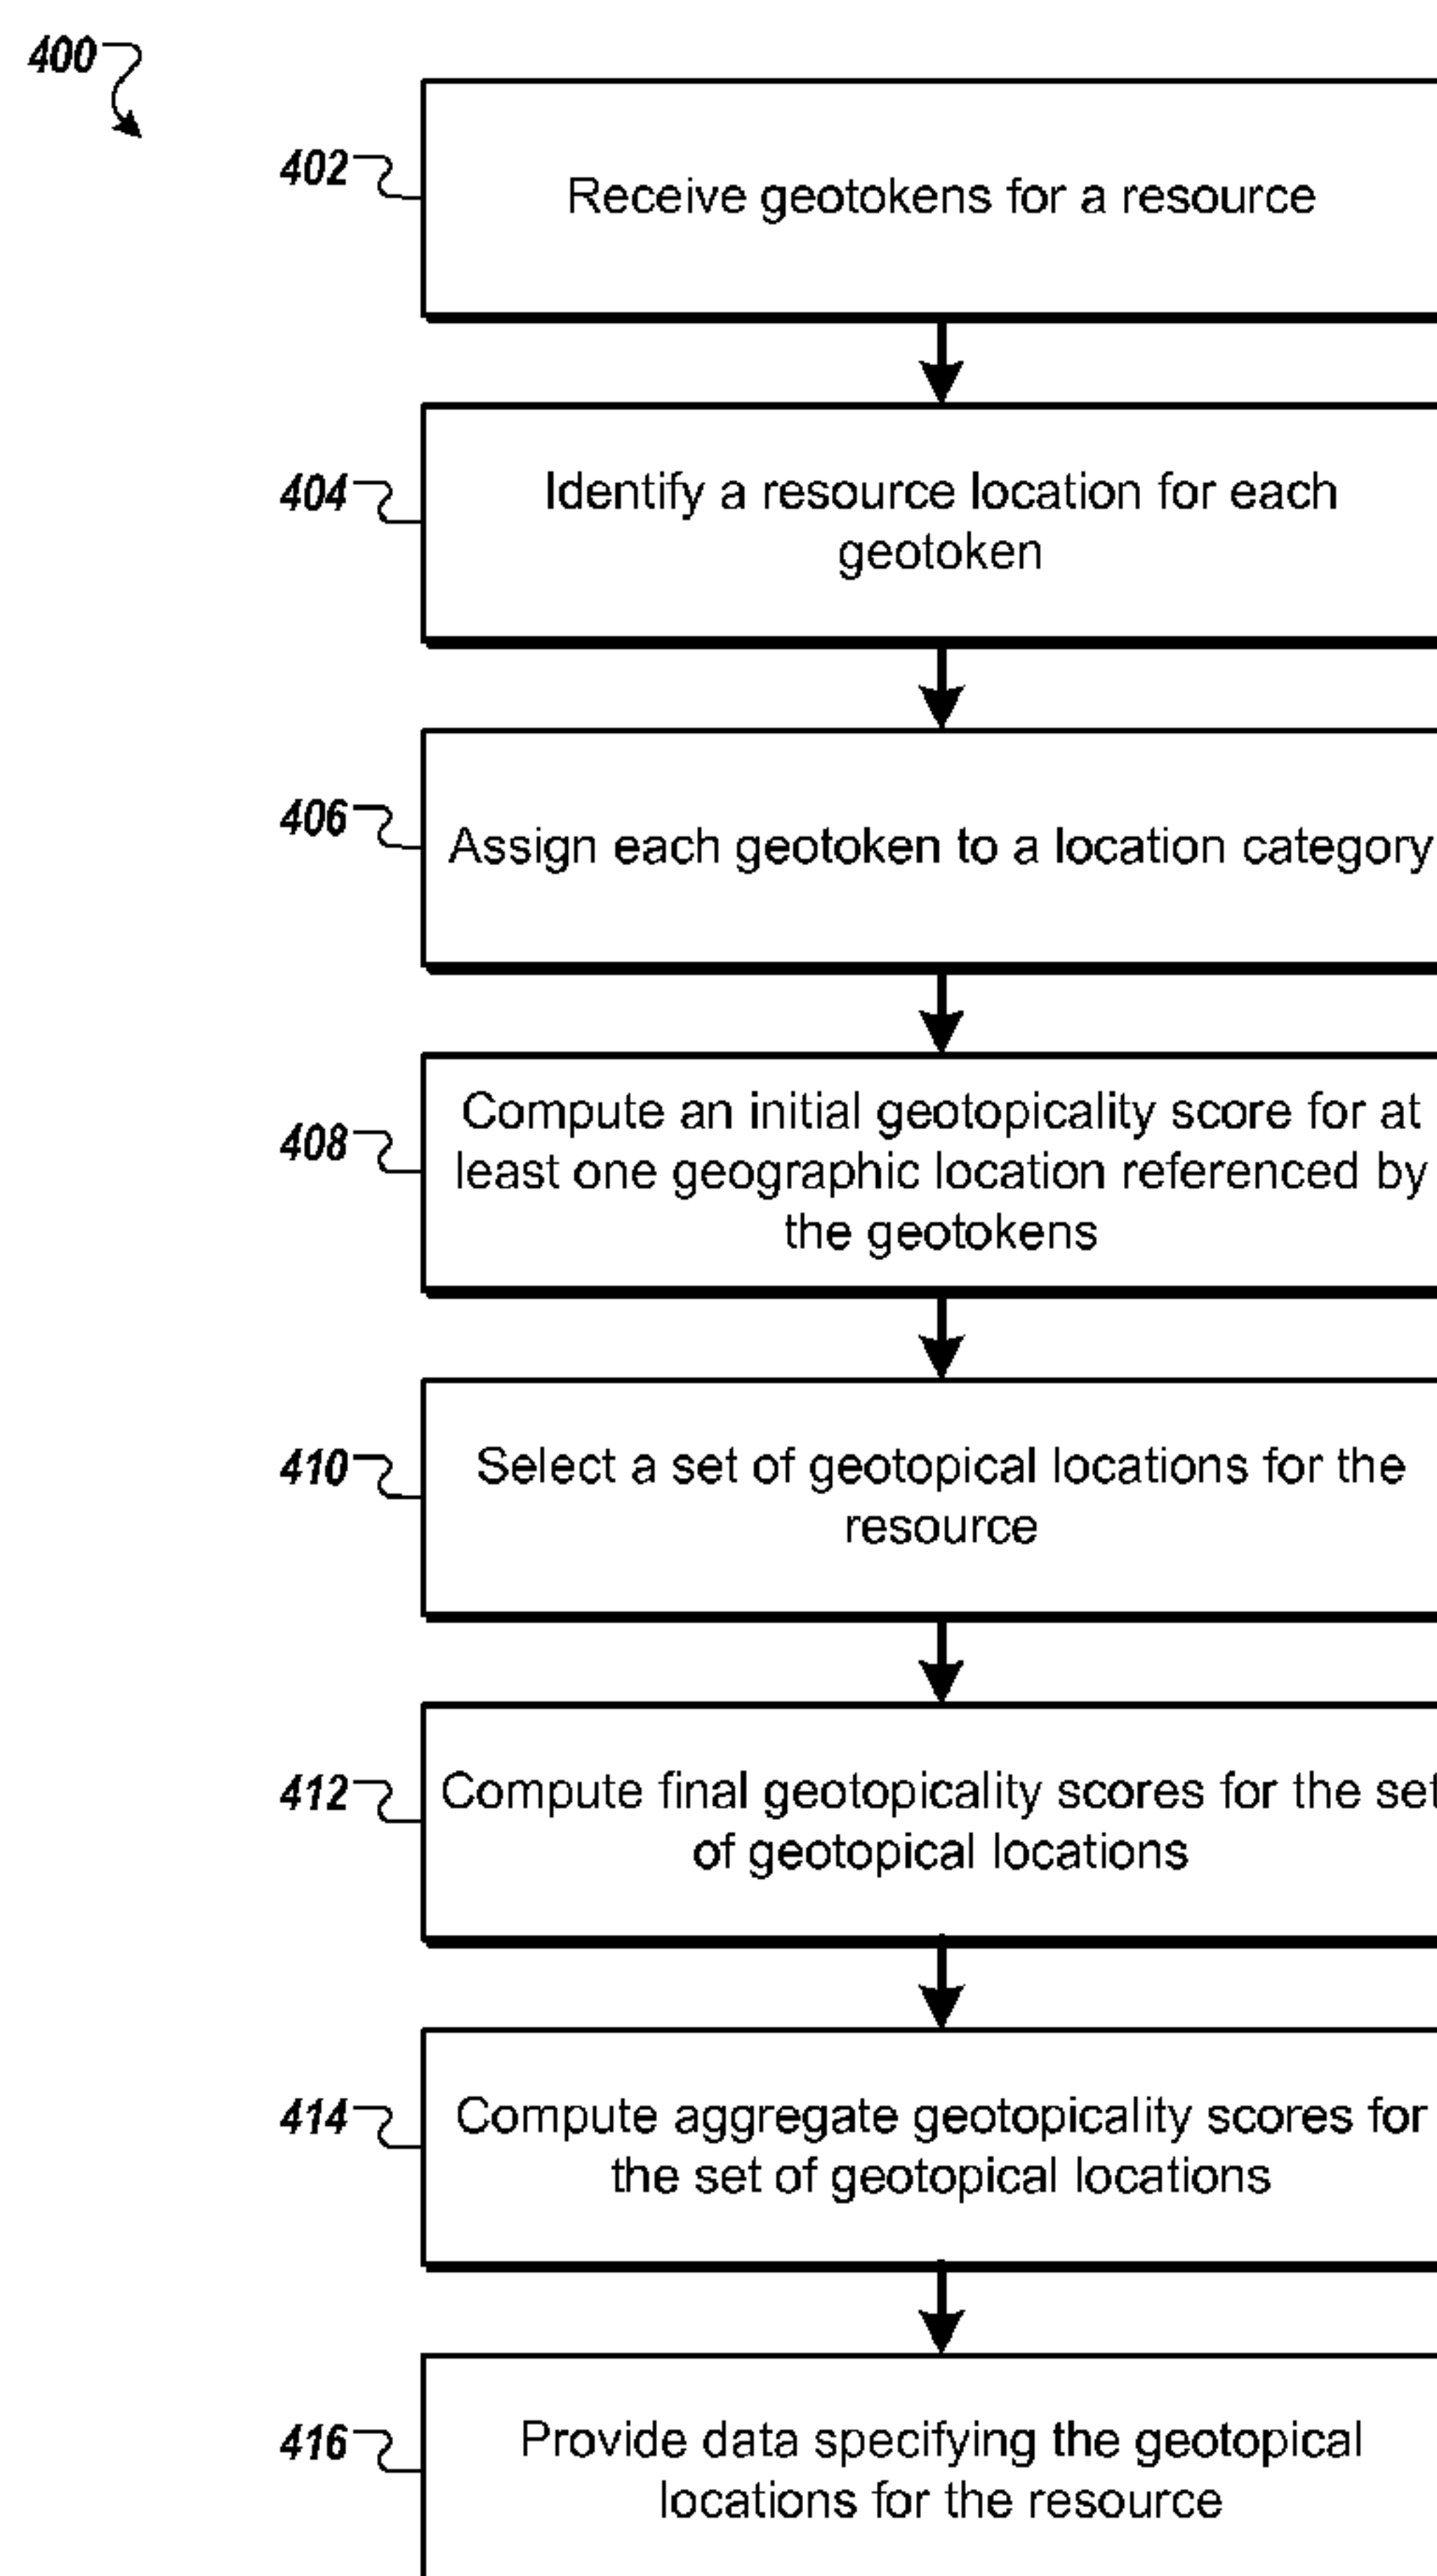 400
402
Receive geotokens for a resource
404
Identify a resource location for each
geotoken
406
Assign each geotoken to a location category
408
Compute an initial geotopicality score for at
least one geographic location referenced by
the geotokens
410
Select a set of geotopical locations for the
resource
412
Compute final geotopicality scores for the set
of geotopical locations
414
Compute aggregate geotopicality scores for
the set of geotopical locations
416
Provide data specifying the geotopical
locations for the resource